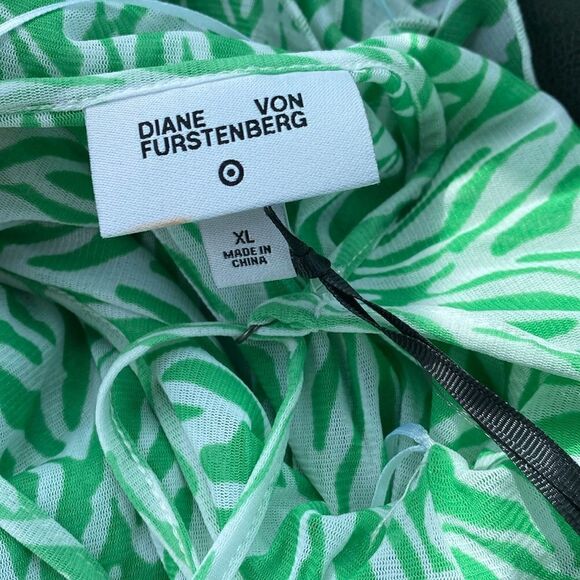 DIANE VON
FURSTENBERG
XL
MADE IN
CHINA